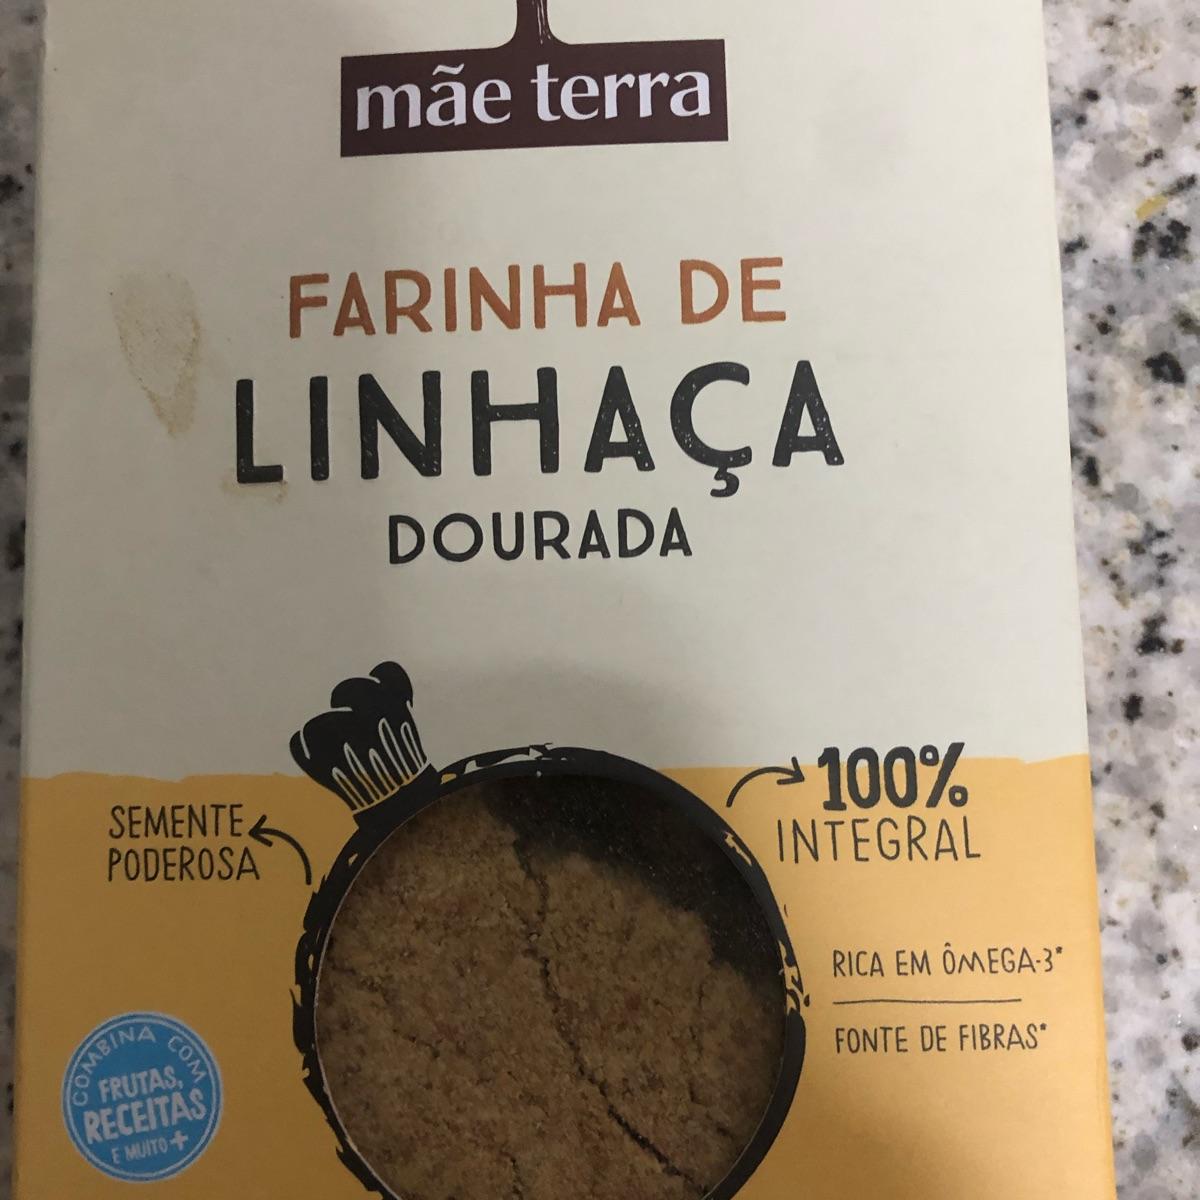 mãe terra
FARINHA DE
LINHAÇA
DOURADA
SEMENTE
PODEROSA
100%
INTEGRAL
RICA EM ÔMEGA-3*
FONTE DE FIBRAS*
COMBINA COM
FRUTAS,
RECEITAS
E MUITO +